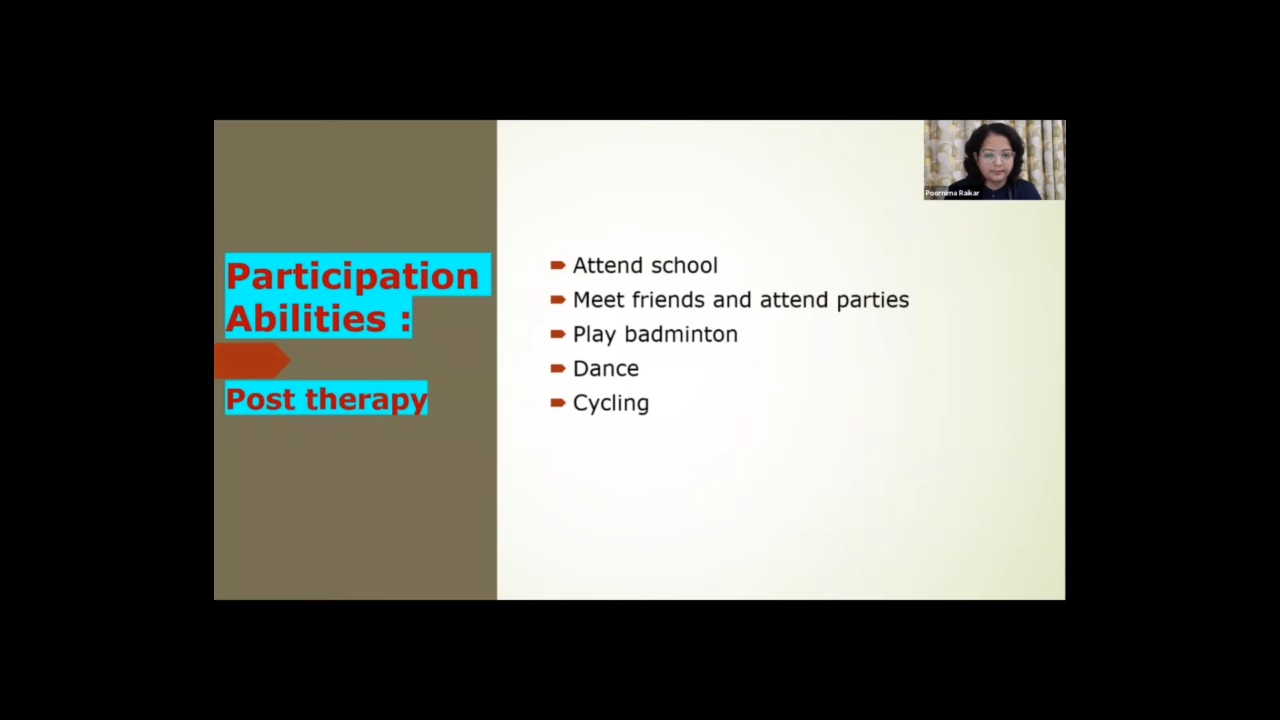 Participation
Abilities :
Post therapy
Attend school
Meet friends and attend parties
Play badminton
Dance
Cycling
Poornima Raikar